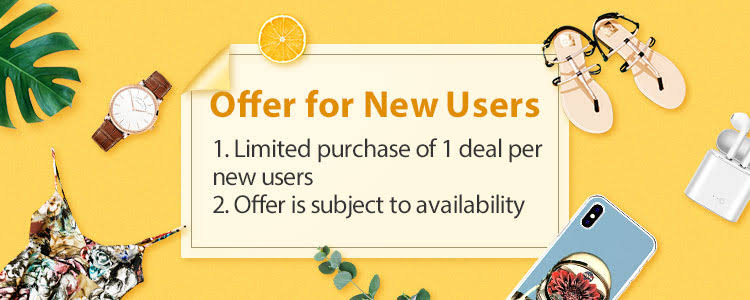 Offer for New Users
1. Limited purchase of 1 deal per
new users
2. Offer is subject to availability